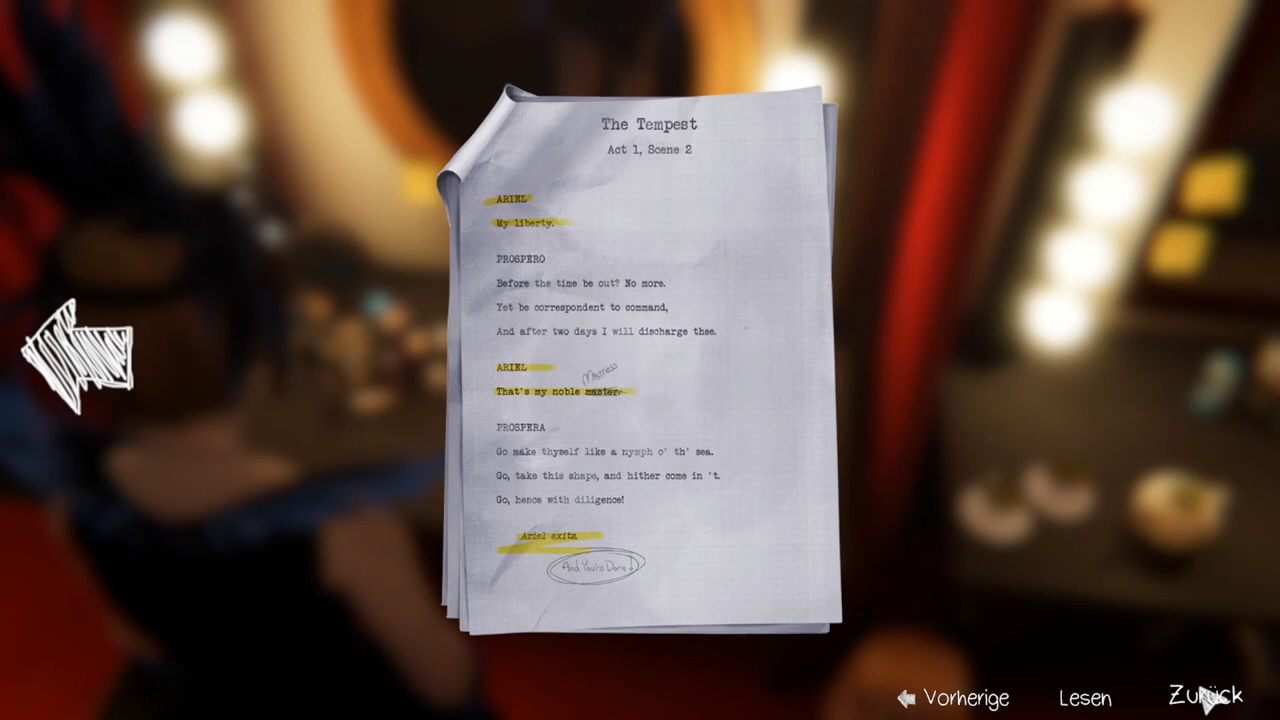 The Tempest
Act 1, Scene 2
ARIEL
My liberty.
PROSPERO
Before the time be out? No more.
Yet be correspondent to command,
And after two days I will discharge thee.
ARIEL
Mistress
That's my noble master.
PROSPERA
Go make thyself like a nymph o' th' sea.
Go, take this shape, and hither come in 't.
Go, hence with diligence!
Ariel exits.
And You're Done!
Vorherige
Lesen
Zurück